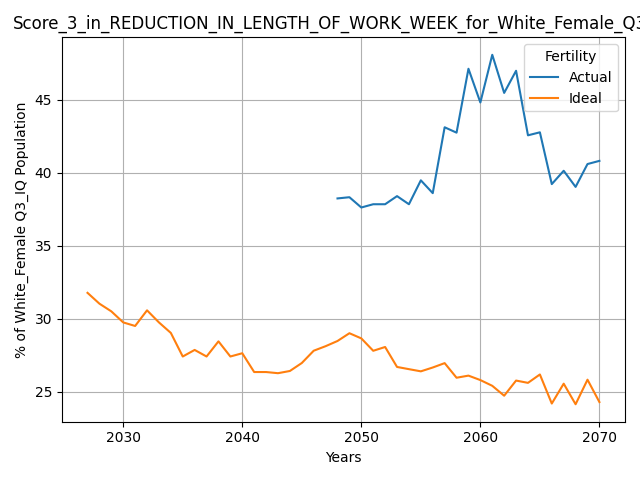 Score_3_in_REDUCTION_IN_LENGTH_OF_WORK_WEEK_for_White_Female_Q3
Fertility
Actual
Ideal
% of White_Female Q3_IQ Population
45
40
35
30
25
2030
2040
2050
2060
2070
Years